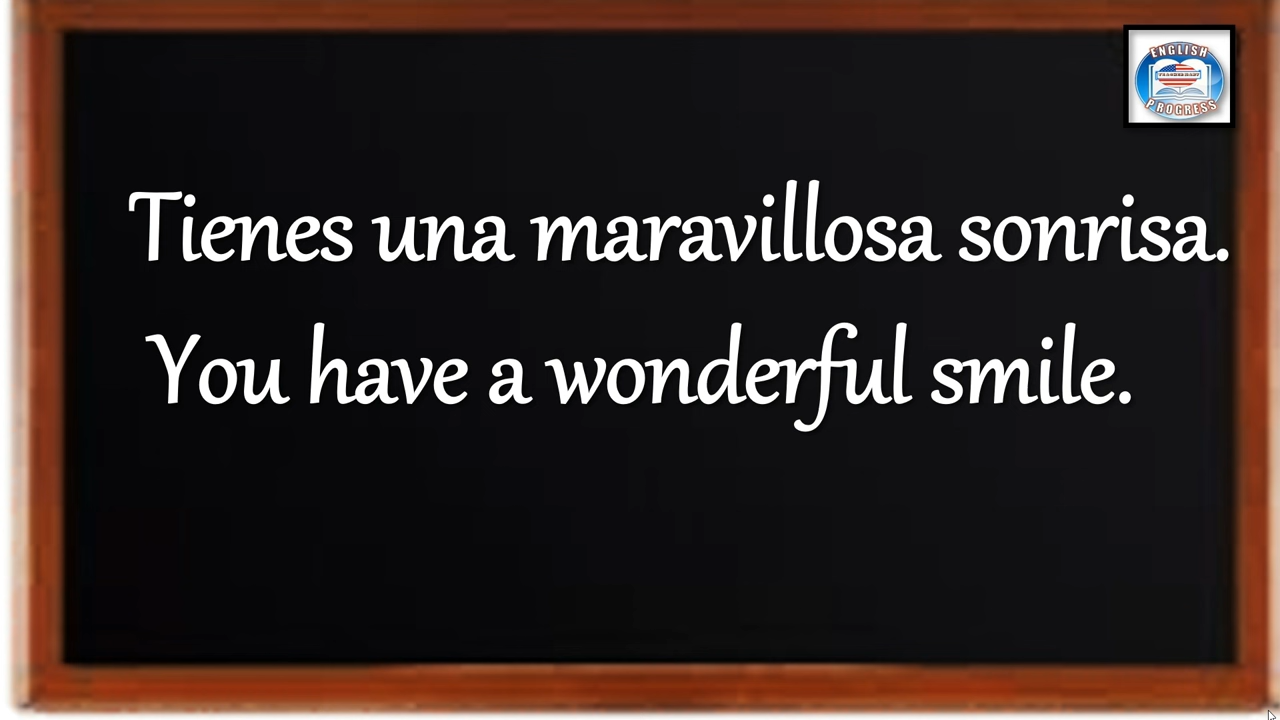 ENGLISH
PROGRESS
Tienes una maravillosa sonrisa.
You have a wonderful smile.